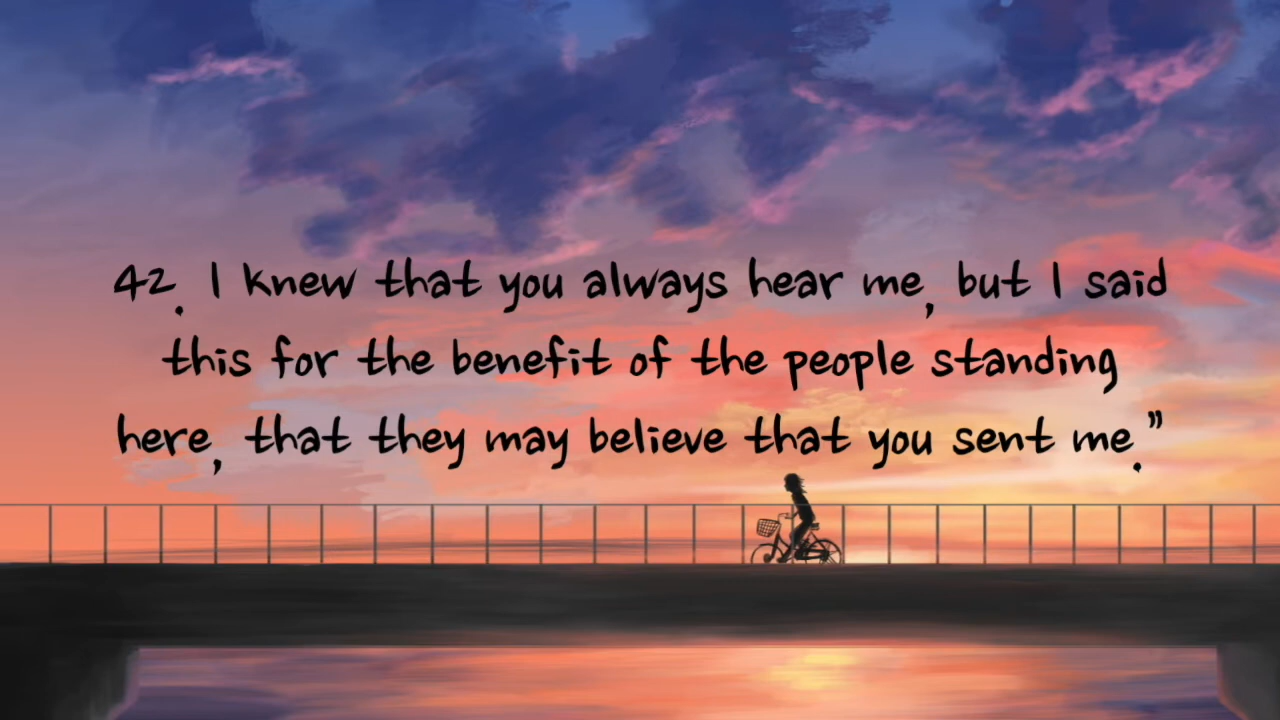 42. I knew that you always hear me, but I said
this for the benefit of the people standing
here, that they may believe that you sent me.”